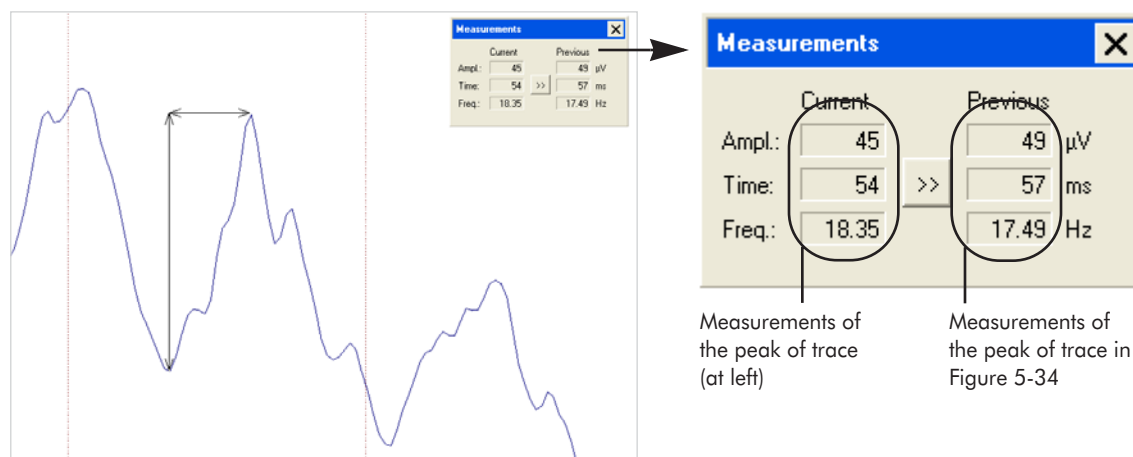 Measurements
Current Previous
Ampl.: 45 49 µV
Time: 54 >> 57 ms
Freq.: 18.35 17.49 Hz
Measurements
Current Previous
Ampl.: 45 49 µV
Time: 54 >> 57 ms
Freq.: 18.35 17.49 Hz
Measurements of
the peak of trace
(at left)
Measurements of
the peak of trace in
Figure 5-34